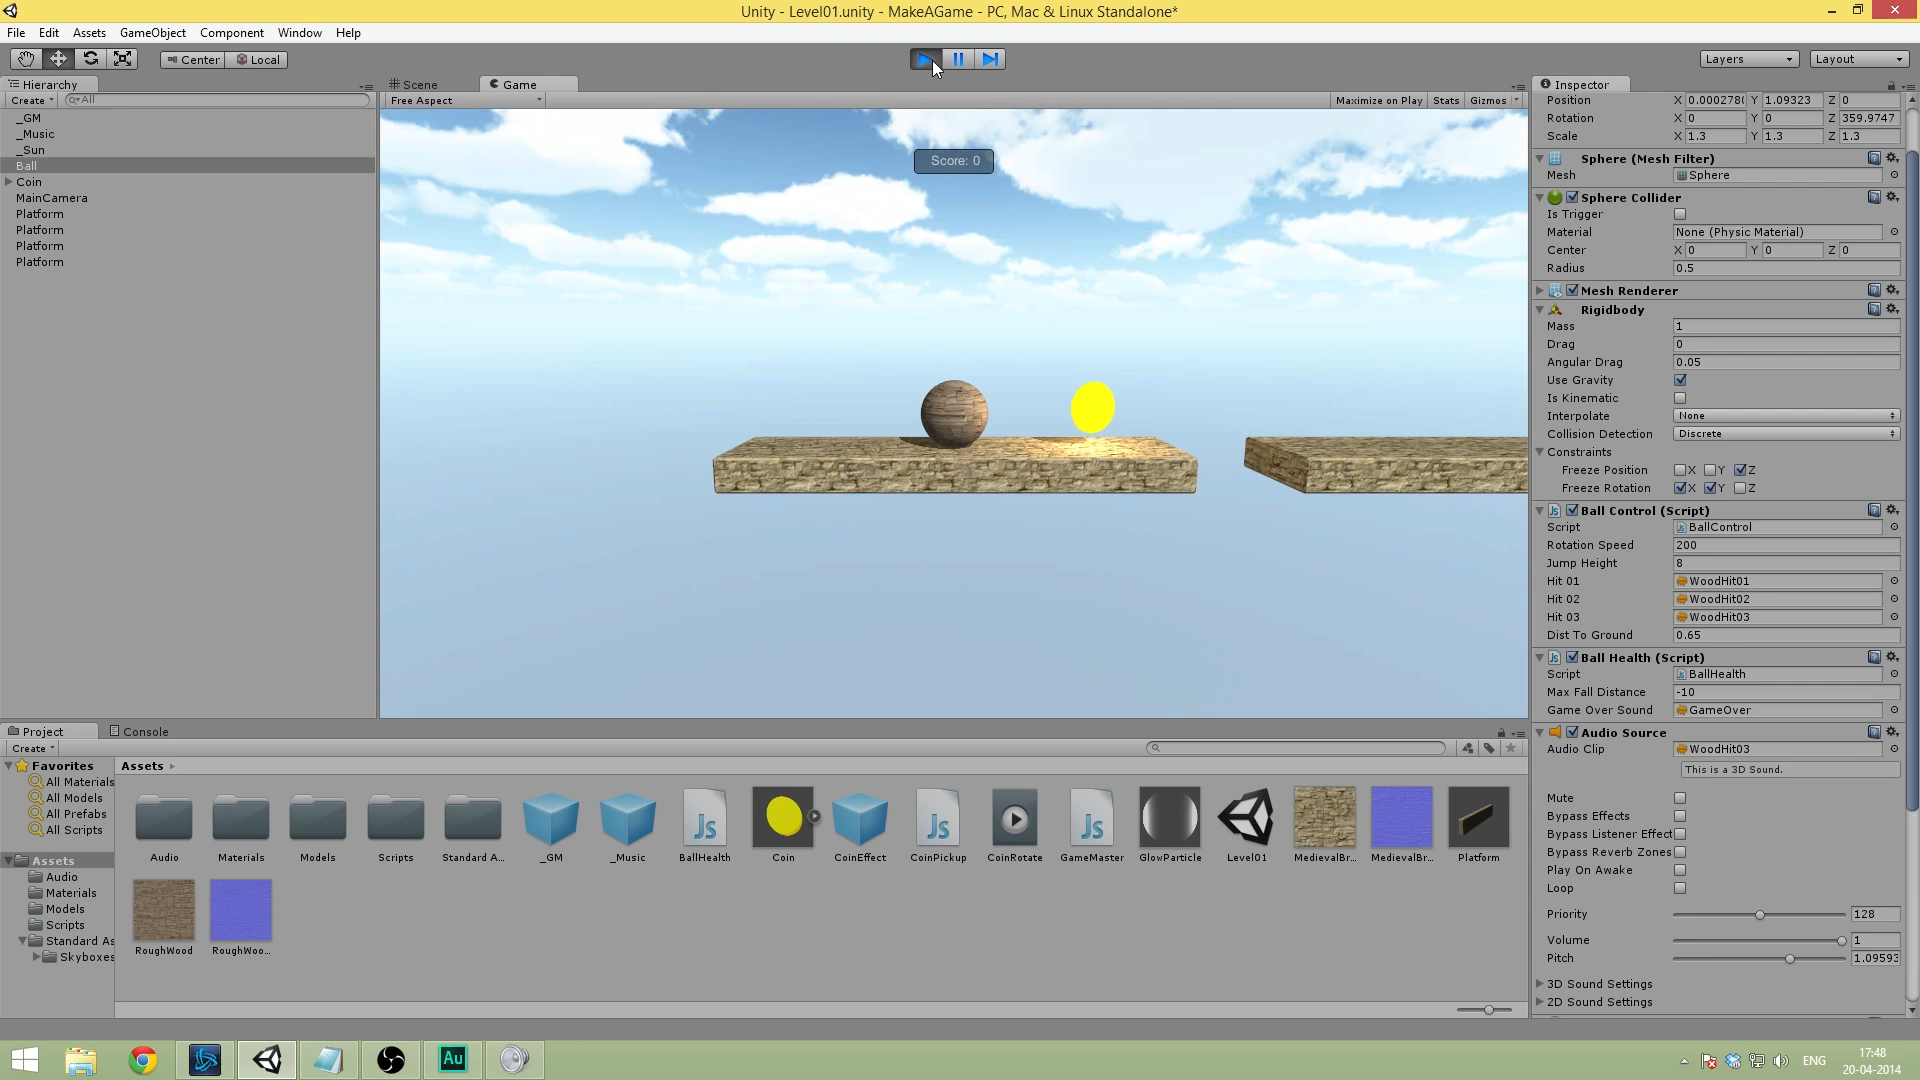 Unity - Level01.unity - MakeAGame - PC, Mac & Linux Standalone*
File Edit Assets GameObject Component Window Help
Center Local Layers Layout
Hierarchy
Create All
_GM
_Music
_Sun
Ball
Coin
MainCamera
Platform
Platform
Platform
Platform
Scene Game
Free Aspect Maximize on Play Stats Gizmos
Score: 0
Inspector
Position X 0.0002780 Y 1.09323 Z 0
Rotation X 0 Y 0 Z 359.9747
Scale X 1.3 Y 1.3 Z 1.3
Sphere (Mesh Filter)
Mesh Sphere
Sphere Collider
Is Trigger
Material None (Physic Material)
Center X 0 Y 0 Z 0
Radius 0.5
Mesh Renderer
Rigidbody
Mass 1
Drag 0
Angular Drag 0.05
Use Gravity
Is Kinematic
Interpolate None
Collision Detection Discrete
Constraints
Freeze Position X Y Z
Freeze Rotation X Y Z
Js Ball Control (Script)
Script BallControl
Rotation Speed 200
Jump Height 8
Hit 01 WoodHit01
Hit 02 WoodHit02
Hit 03 WoodHit03
Dist To Ground 0.65
Js Ball Health (Script)
Script BallHealth
Max Fall Distance -10
Game Over Sound GameOver
Audio Source
Audio Clip WoodHit03
This is a 3D Sound.
Mute
Bypass Effects
Bypass Listener Effect
Bypass Reverb Zones
Play On Awake
Loop
Priority 128
Volume 1
Pitch 1.09593
3D Sound Settings
2D Sound Settings
Project Console
Create
Favorites
All Materials
All Models
All Prefabs
All Scripts
Assets
Audio
Materials
Models
Scripts
Standard As
Skyboxes
Assets
Js Js Js
Audio Materials Models Scripts Standard A... _GM _Music BallHealth Coin CoinEffect CoinPickup CoinRotate GameMaster GlowParticle Level01 MedievalBr... MedievalBr... Platform
RoughWood RoughWoo...
Au
ENG
17:48
20-04-2014